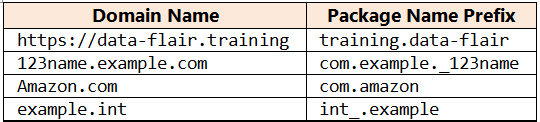 Domain Name Package Name Prefix
https://data-flair.training training.data-flair
123name.example.com com.example._123name
Amazon.com com.amazon
example.int int_.example